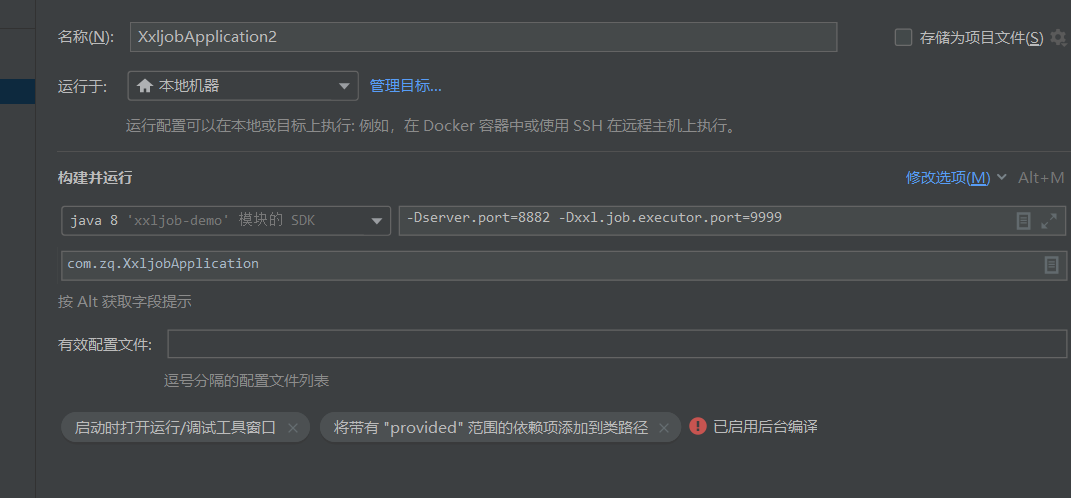 名称(N): XxljobApplication2 存储为项目文件(S)
运行于: 本地机器 管理目标...
运行配置可以在本地或目标上执行: 例如，在 Docker 容器中或使用 SSH 在远程主机上执行。
构建并运行 修改选项(M) Alt+M
java 8 'xxljob-demo' 模块的 SDK -Dserver.port=8882 -Dxxl.job.executor.port=9999
com.zq.XxljobApplication
按 Alt 获取字段提示
有效配置文件:
逗号分隔的配置文件列表
启动时打开运行/调试工具窗口 × 将带有 "provided" 范围的依赖项添加到类路径 × 已启用后台编译